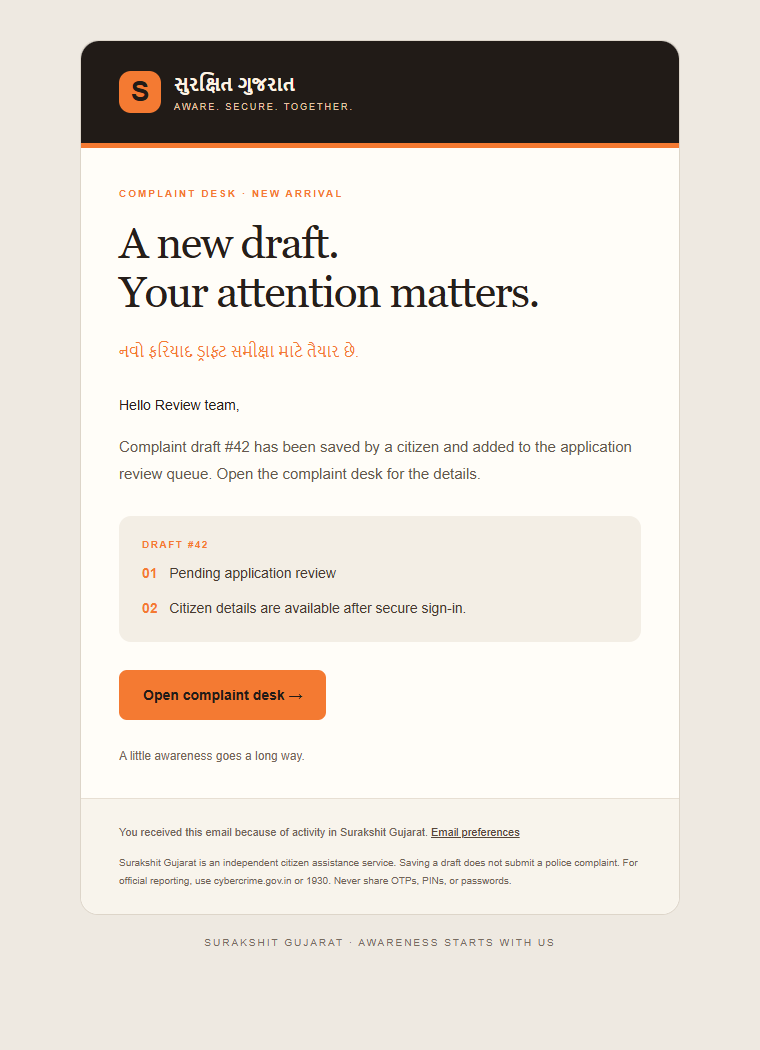 S
સુરક્ષિત ગુજરાત
AWARE. SECURE. TOGETHER.
COMPLAINT DESK · NEW ARRIVAL
A new draft.
Your attention matters.
નવો ફરિયાદ ડ્રાફ્ટ સમીક્ષા માટે તૈયાર છે.
Hello Review team,
Complaint draft #42 has been saved by a citizen and added to the application
review queue. Open the complaint desk for the details.
DRAFT #42
01 Pending application review
02 Citizen details are available after secure sign-in.
Open complaint desk →
A little awareness goes a long way.
You received this email because of activity in Surakshit Gujarat. Email preferences
Surakshit Gujarat is an independent citizen assistance service. Saving a draft does not submit a police complaint. For
official reporting, use cybercrime.gov.in or 1930. Never share OTPs, PINs, or passwords.
SURAKSHIT GUJARAT · AWARENESS STARTS WITH US